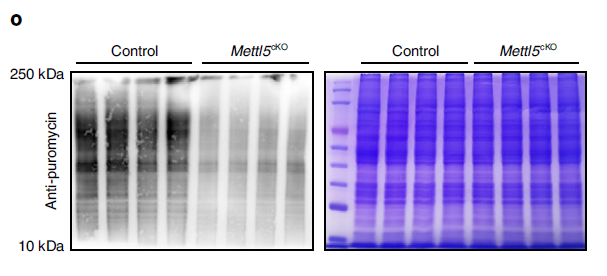 o
Control Mettl5cKO Control Mettl5cKO
250 kDa
Anti-puromycin
10 kDa